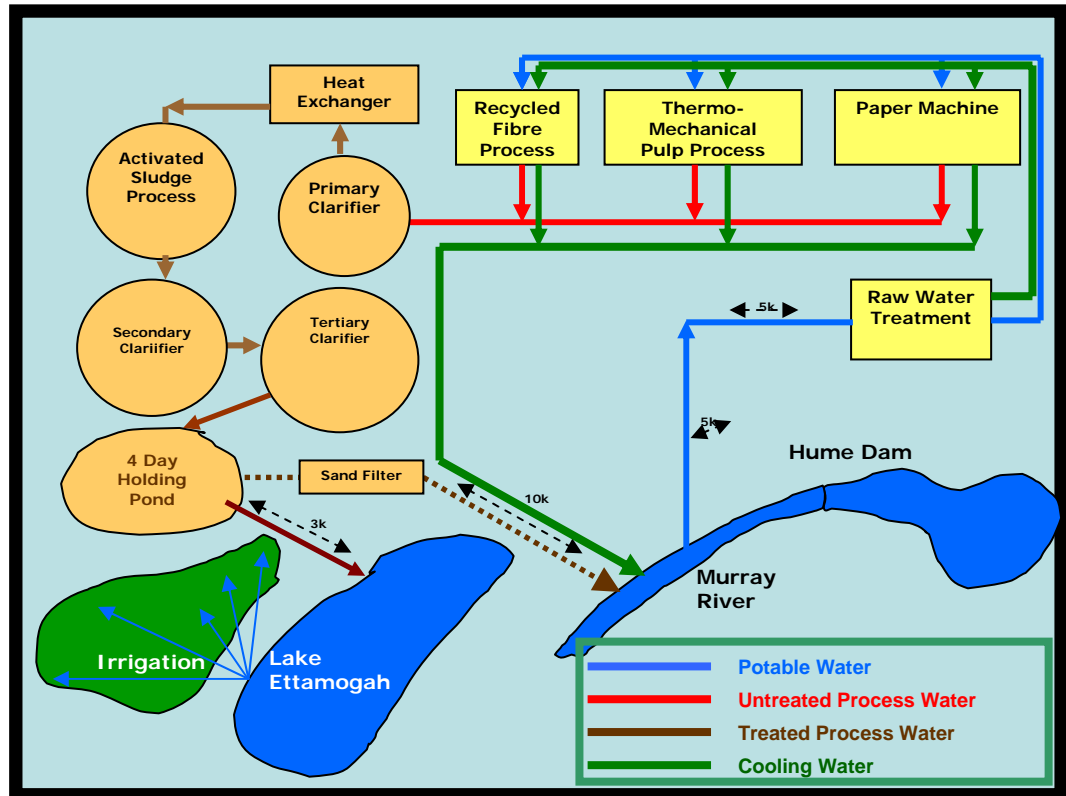 Heat
Exchanger
Recycled
Fibre
Process
Thermo-
Mechanical
Pulp Process
Paper Machine
Activated
Sludge
Process
Primary
Clarifier
Raw Water
Treatment
5k
Secondary
Clariifier
Tertiary
Clarifier
5k
Hume Dam
4 Day
Holding
Pond
Sand Filter
10k
3k
Murray
River
Irrigation
Lake
Ettamogah
Potable Water
Untreated Process Water
Treated Process Water
Cooling Water